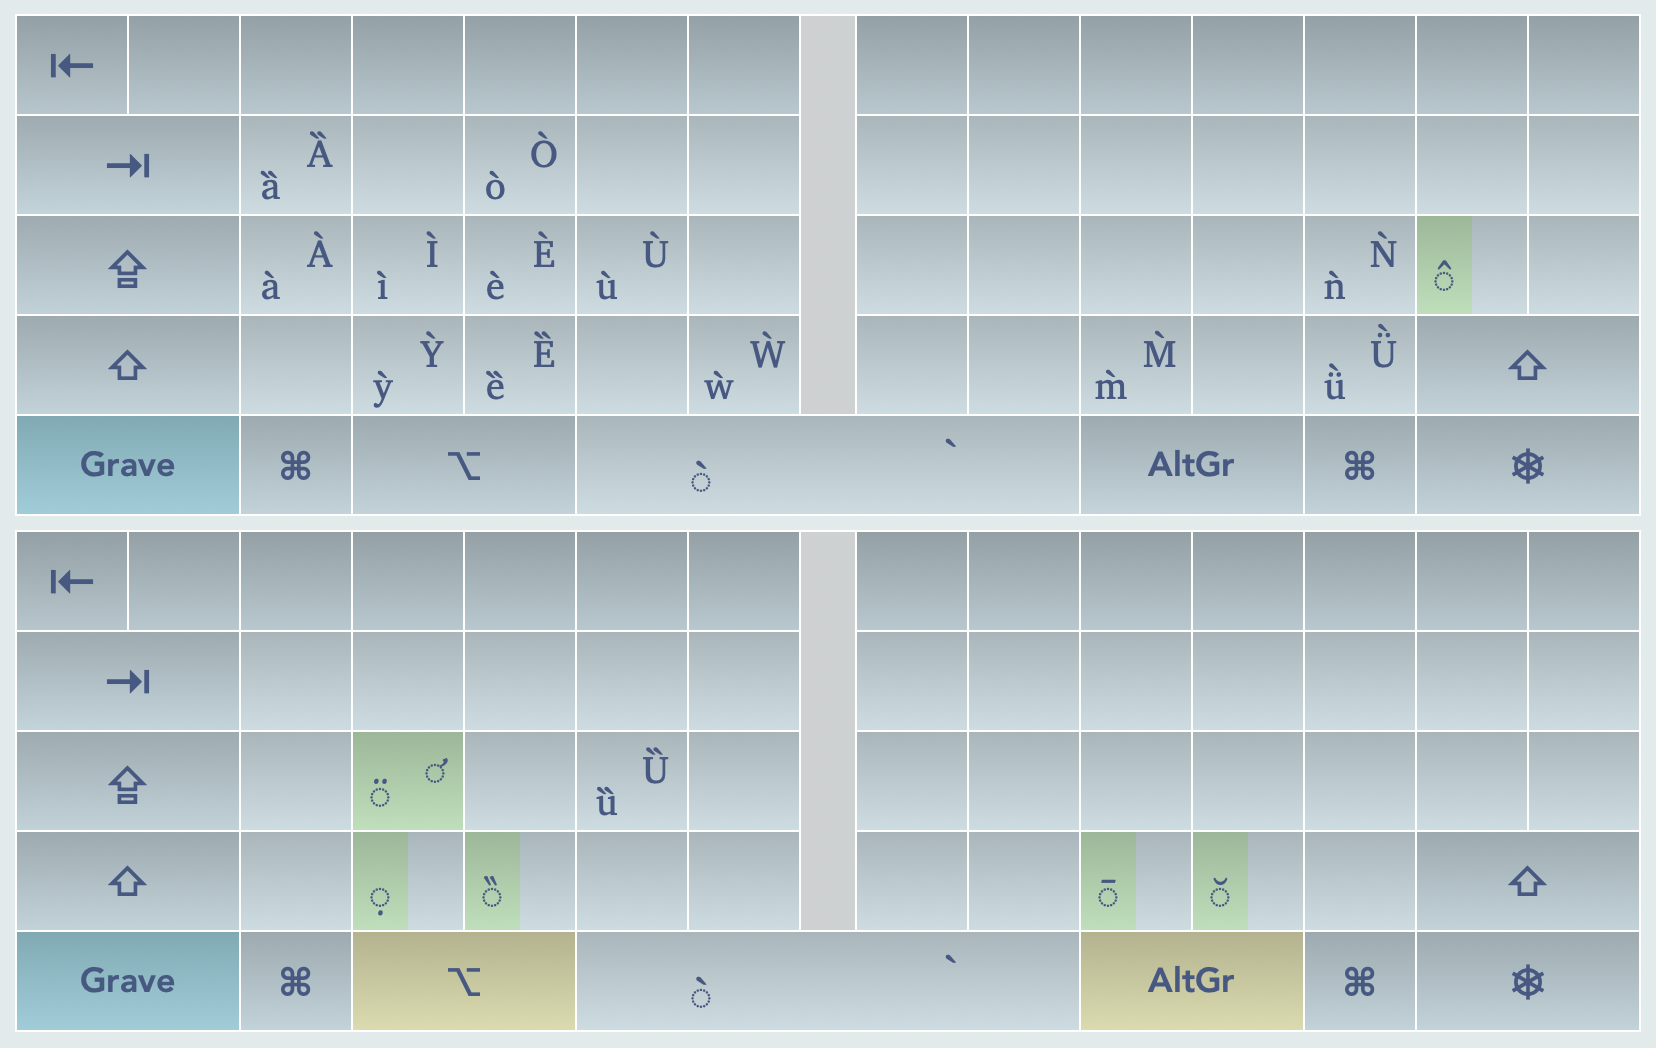 ⇤
Ȁ Ò
⇥
ȁ ò
À Ì È Ù Ǹ
⇫ ◌̂
à ì è ù ǹ
Ỳ Ȅ Ẁ M̀ Ǜ
⇧ ⇧
ỳ ȅ ẁ m̀ ǜ
Grave ⌘ ⌥ ◌̀ ` AltGr ⌘ ⎈
⇤
⇥
◌̛ Ȕ
⇫ ◌̈ ȕ
⇧ ◌̣ ◌̏ ◌̄ ◌̆ ⇧
Grave ⌘ ⌥ ◌̀ ` AltGr ⌘ ⎈